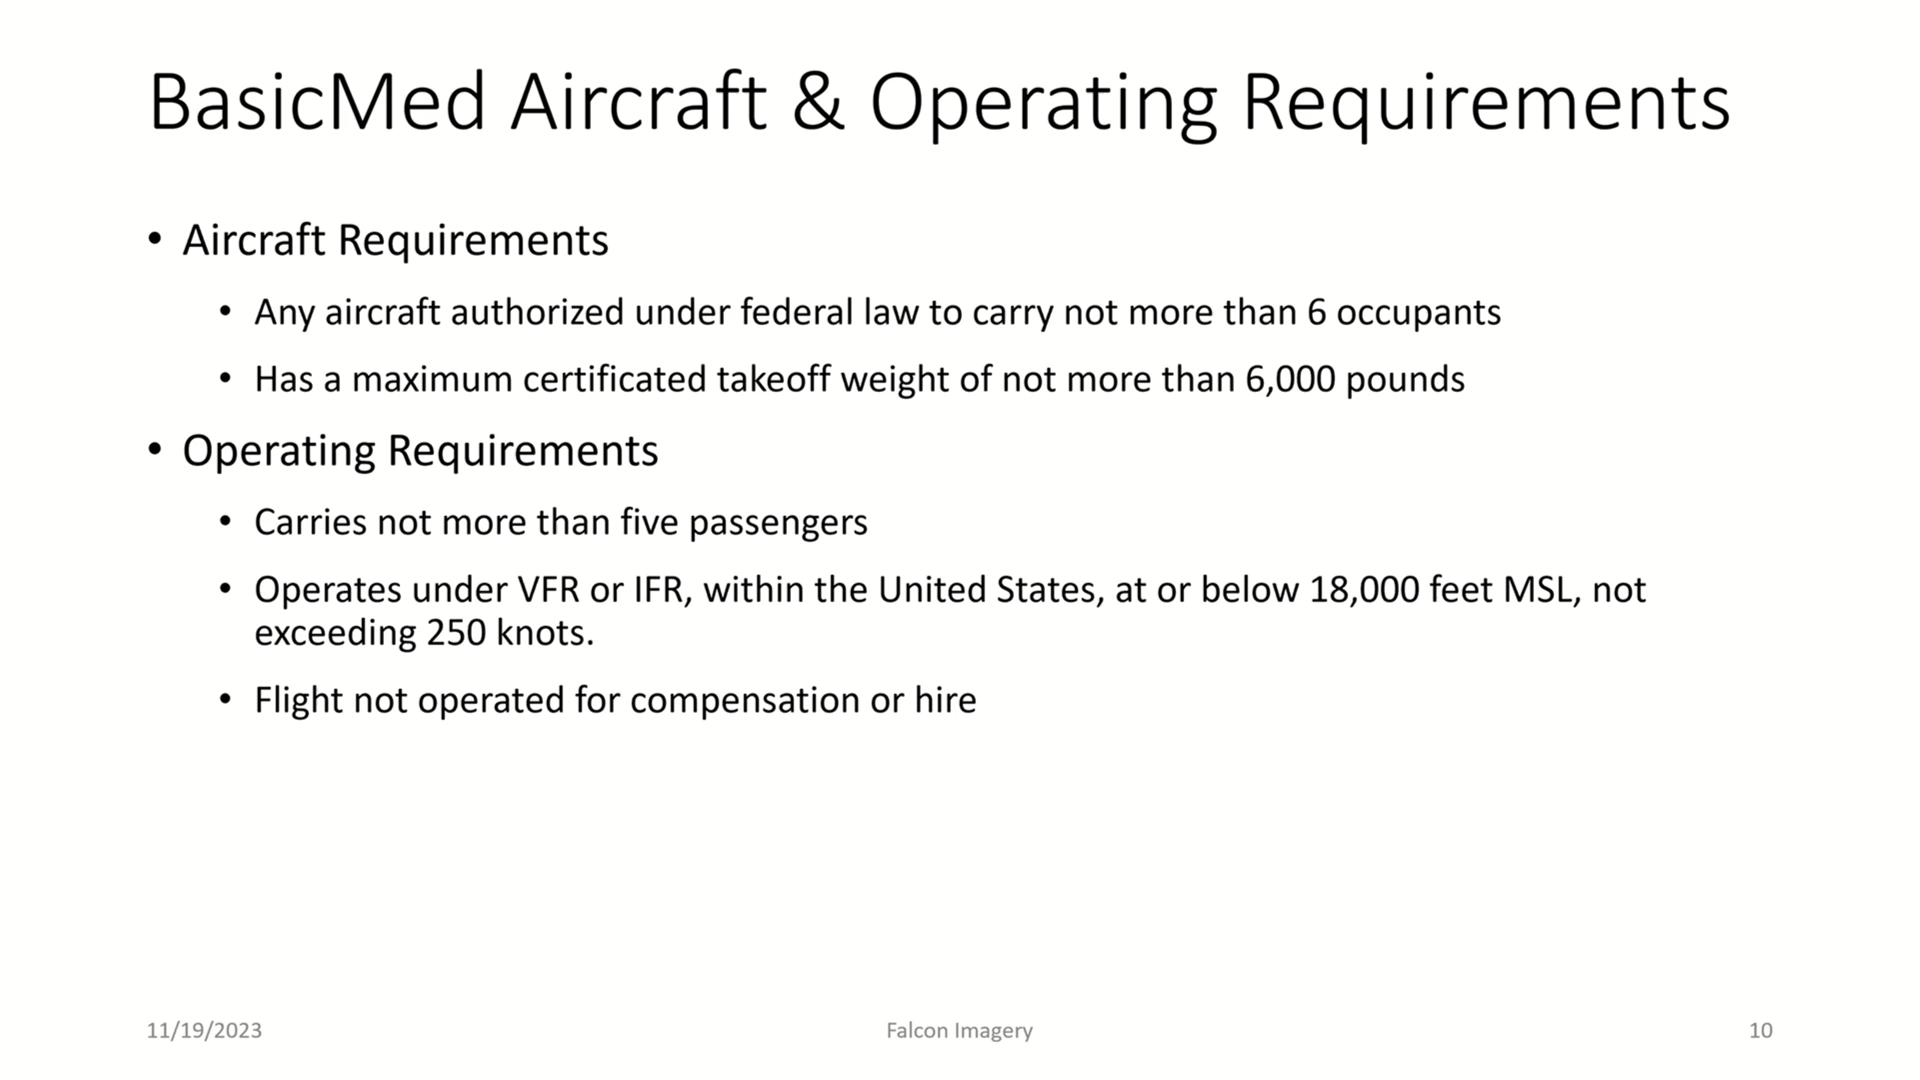 BasicMed Aircraft & Operating Requirements
• Aircraft Requirements
• Any aircraft authorized under federal law to carry not more than 6 occupants
• Has a maximum certificated takeoff weight of not more than 6,000 pounds
• Operating Requirements
• Carries not more than five passengers
• Operates under VFR or IFR, within the United States, at or below 18,000 feet MSL, not
exceeding 250 knots.
• Flight not operated for compensation or hire
11/19/2023
Falcon Imagery
10